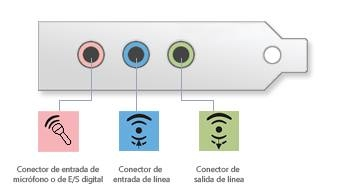 Conector de entrada de
micrófono o de E/S digital
Conector de
entrada de línea
Conector de
salida de línea